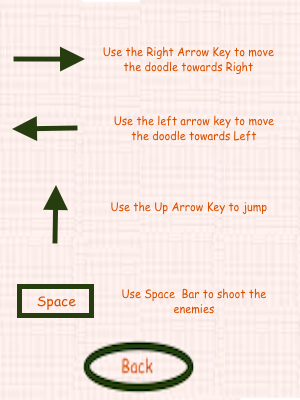 Use the Right Arrow Key to move
the doodle towards Right
Use the left arrow key to move
the doodle towards Left
Use the Up Arrow Key to jump
Space
Use Space Bar to shoot the
enemies
Back